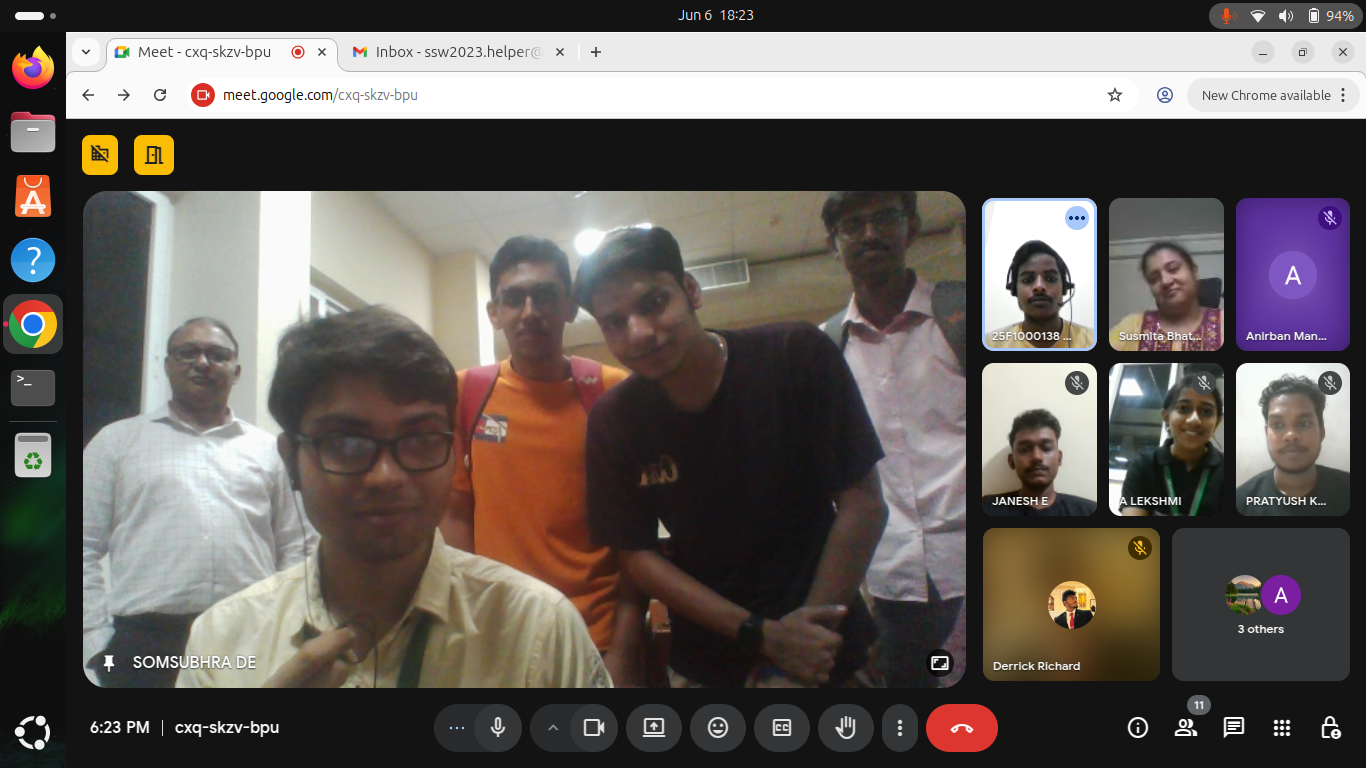 Jun 6 18:23
94%
Meet - cxq-skzv-bpu
Inbox - ssw2023.helper@
meet.google.com/cxq-skzv-bpu
New Chrome available
25F1000138 ...
Susmita Bhat...
A
Anirban Man...
JANESH E
A LEKSHMI
PRATYUSH K...
SOMSUBHRA DE
Derrick Richard
A
3 others
6:23 PM | cxq-skzv-bpu
11